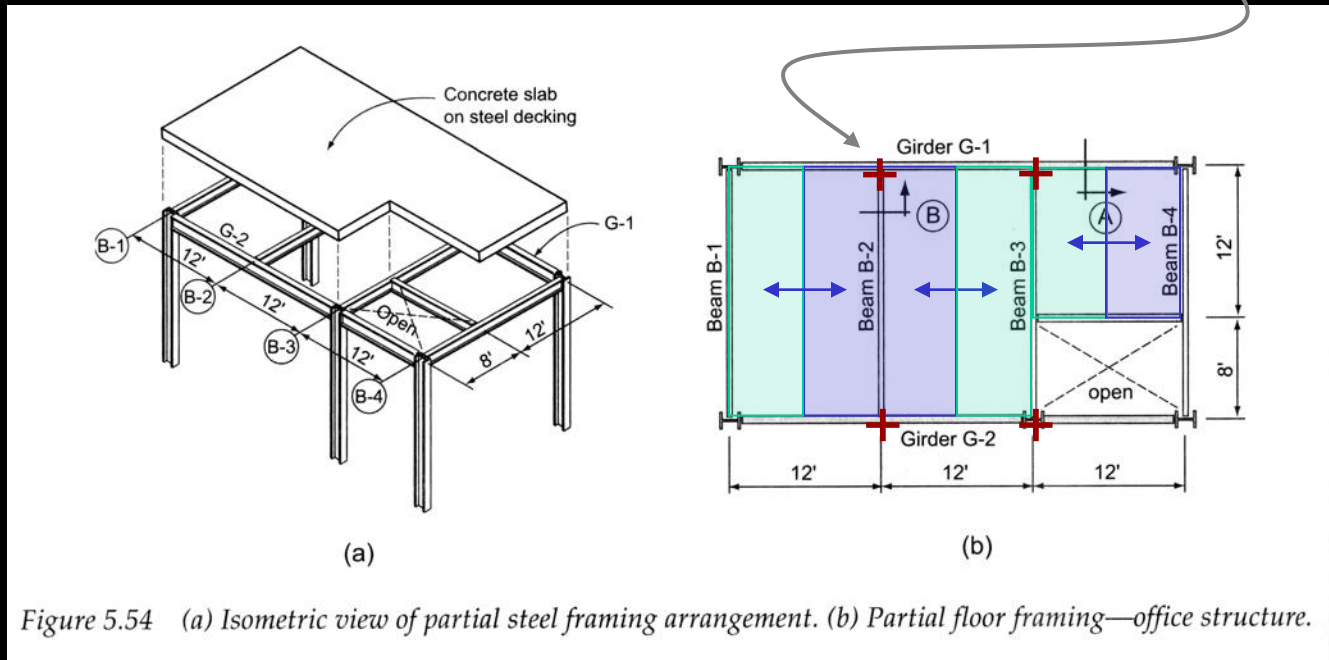 Concrete slab
on steel decking
G-1
G-2
B-1
12'
B-2
12'
B-3
12'
B-4
Open
8'
12'
(a)
Girder G-1
B
A
Beam B-1
Beam B-2
Beam B-3
Beam B-4
12'
8'
open
Girder G-2
12'
12'
12'
(b)
Figure 5.54 (a) Isometric view of partial steel framing arrangement. (b) Partial floor framing—office structure.